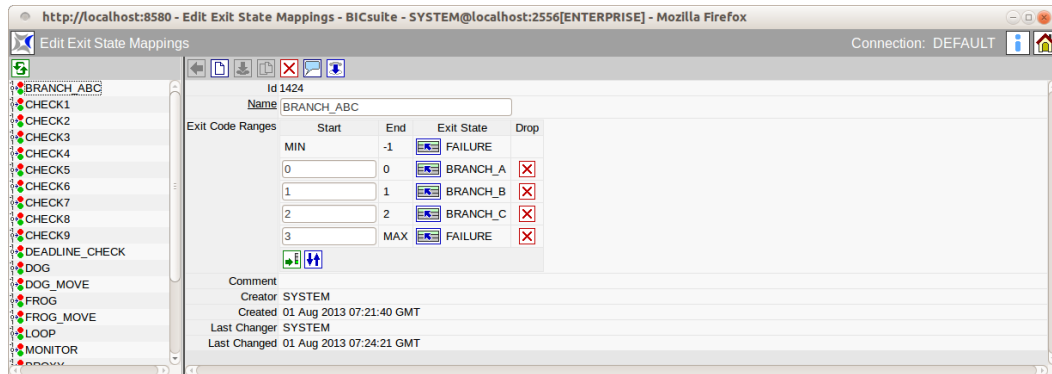 http://localhost:8580 - Edit Exit State Mappings - BICsuite - SYSTEM@localhost:2556[ENTERPRISE] - Mozilla Firefox
Edit Exit State Mappings
Connection: DEFAULT
BRANCH_ABC
CHECK1
CHECK2
CHECK3
CHECK4
CHECK5
CHECK6
CHECK7
CHECK8
CHECK9
DEADLINE_CHECK
DOG
DOG_MOVE
FROG
FROG_MOVE
LOOP
MONITOR
PROXY
Id 1424
Name BRANCH_ABC
Exit Code Ranges Start End Exit State Drop
MIN -1 FAILURE
0 0 BRANCH_A
1 1 BRANCH_B
2 2 BRANCH_C
3 MAX FAILURE
Comment
Creator SYSTEM
Created 01 Aug 2013 07:21:40 GMT
Last Changer SYSTEM
Last Changed 01 Aug 2013 07:24:21 GMT